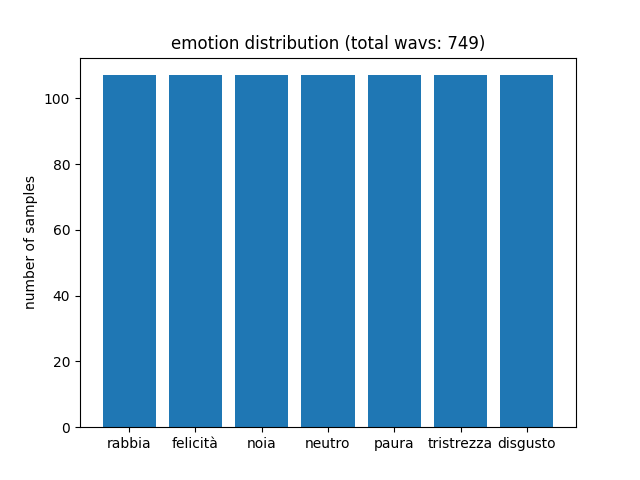 emotion distribution (total wavs: 749)
number of samples
100
80
60
40
20
0
rabbia felicità noia neutro paura tristrezza disgusto